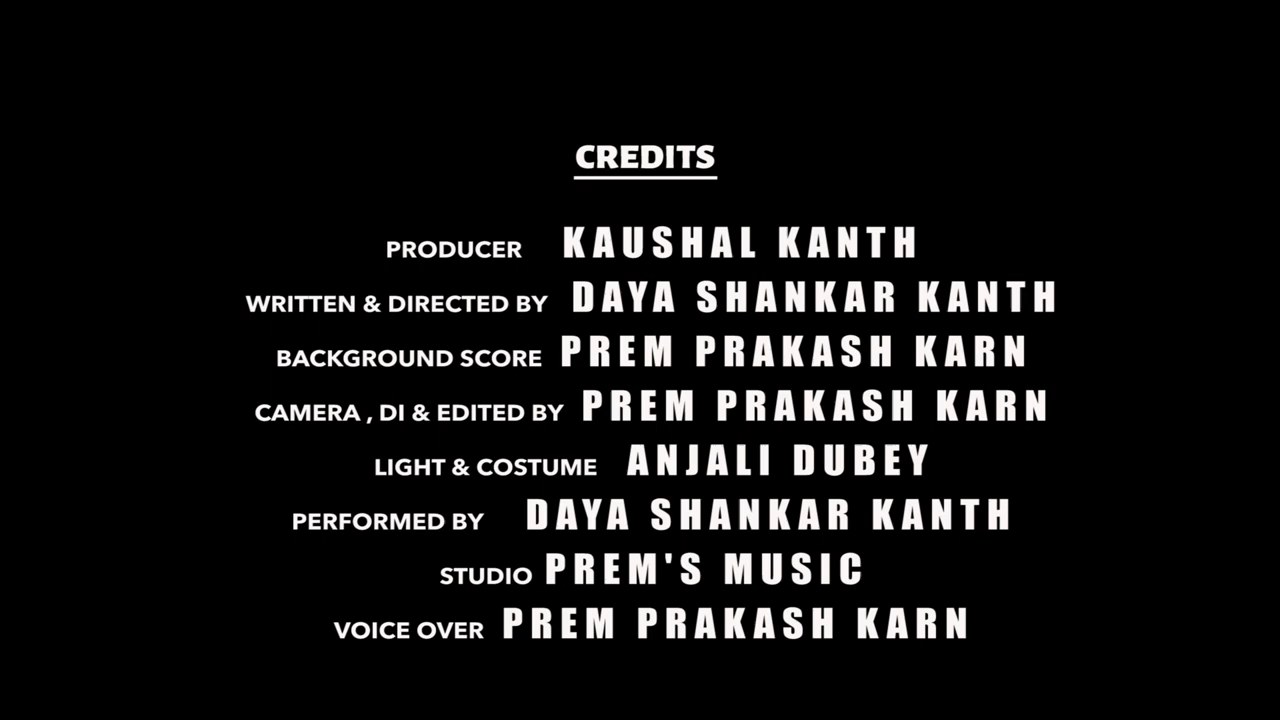 CREDITS
PRODUCER KAUSHAL KANTH
WRITTEN & DIRECTED BY DAYA SHANKAR KANTH
BACKGROUND SCORE PREM PRAKASH KARN
CAMERA , DI & EDITED BY PREM PRAKASH KARN
LIGHT & COSTUME ANJALI DUBEY
PERFORMED BY DAYA SHANKAR KANTH
STUDIO PREM'S MUSIC
VOICE OVER PREM PRAKASH KARN